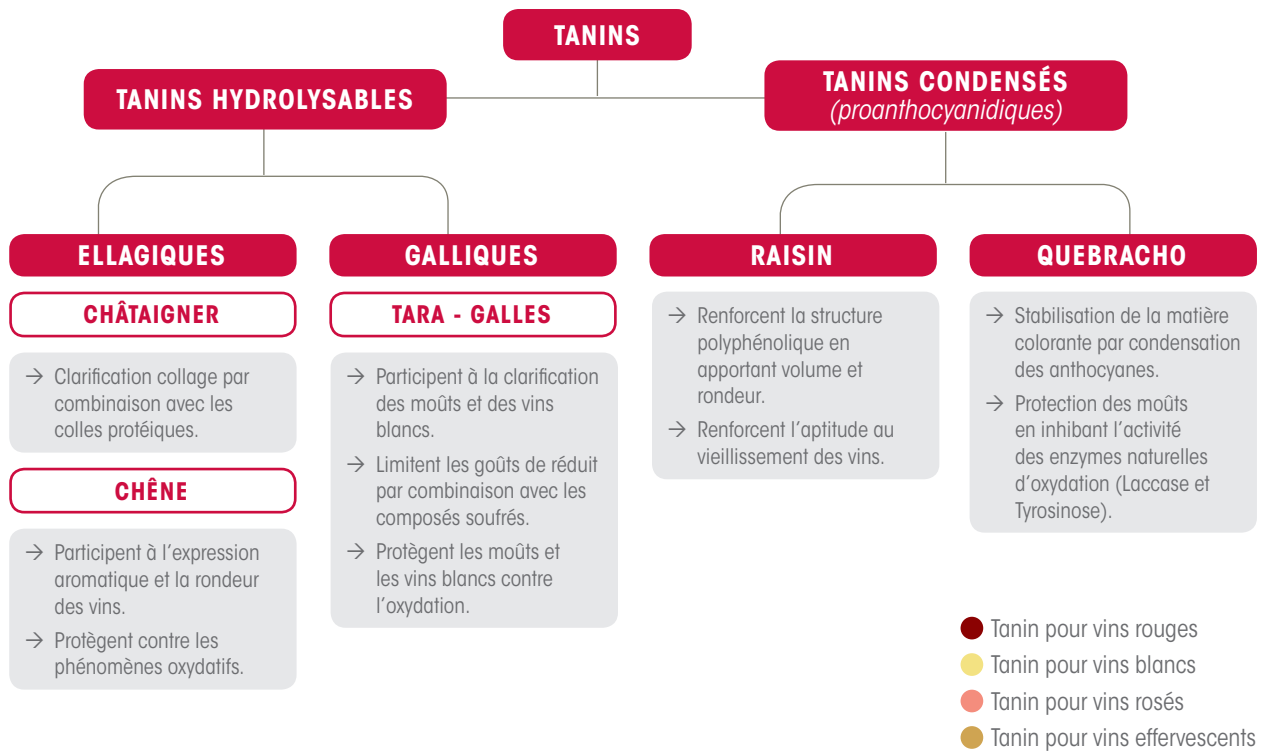 TANINS
TANINS HYDROLYSABLES
TANINS CONDENSÉS
(proanthocyanidiques)
ELLAGIQUES
CHÂTAIGNER
→ Clarification collage par
combinaison avec les
colles protéiques.
CHÊNE
→ Participent à l'expression
aromatique et la rondeur
des vins.
→ Protègent contre les
phénomènes oxydatifs.
GALLIQUES
TARA - GALLES
→ Participent à la clarification
des moûts et des vins
blancs.
→ Limitent les goûts de réduit
par combinaison avec les
composés soufrés.
→ Protègent les moûts et
les vins blancs contre
l'oxydation.
RAISIN
→ Renforcent la structure
polyphénolique en
apportant volume et
rondeur.
→ Renforcent l'aptitude au
vieillissement des vins.
QUEBRACHO
→ Stabilisation de la matière
colorante par condensation
des anthocyanes.
→ Protection des moûts
en inhibant l'activité
des enzymes naturelles
d'oxydation (Laccase et
Tyrosinose).
Tanin pour vins rouges
Tanin pour vins blancs
Tanin pour vins rosés
Tanin pour vins effervescents